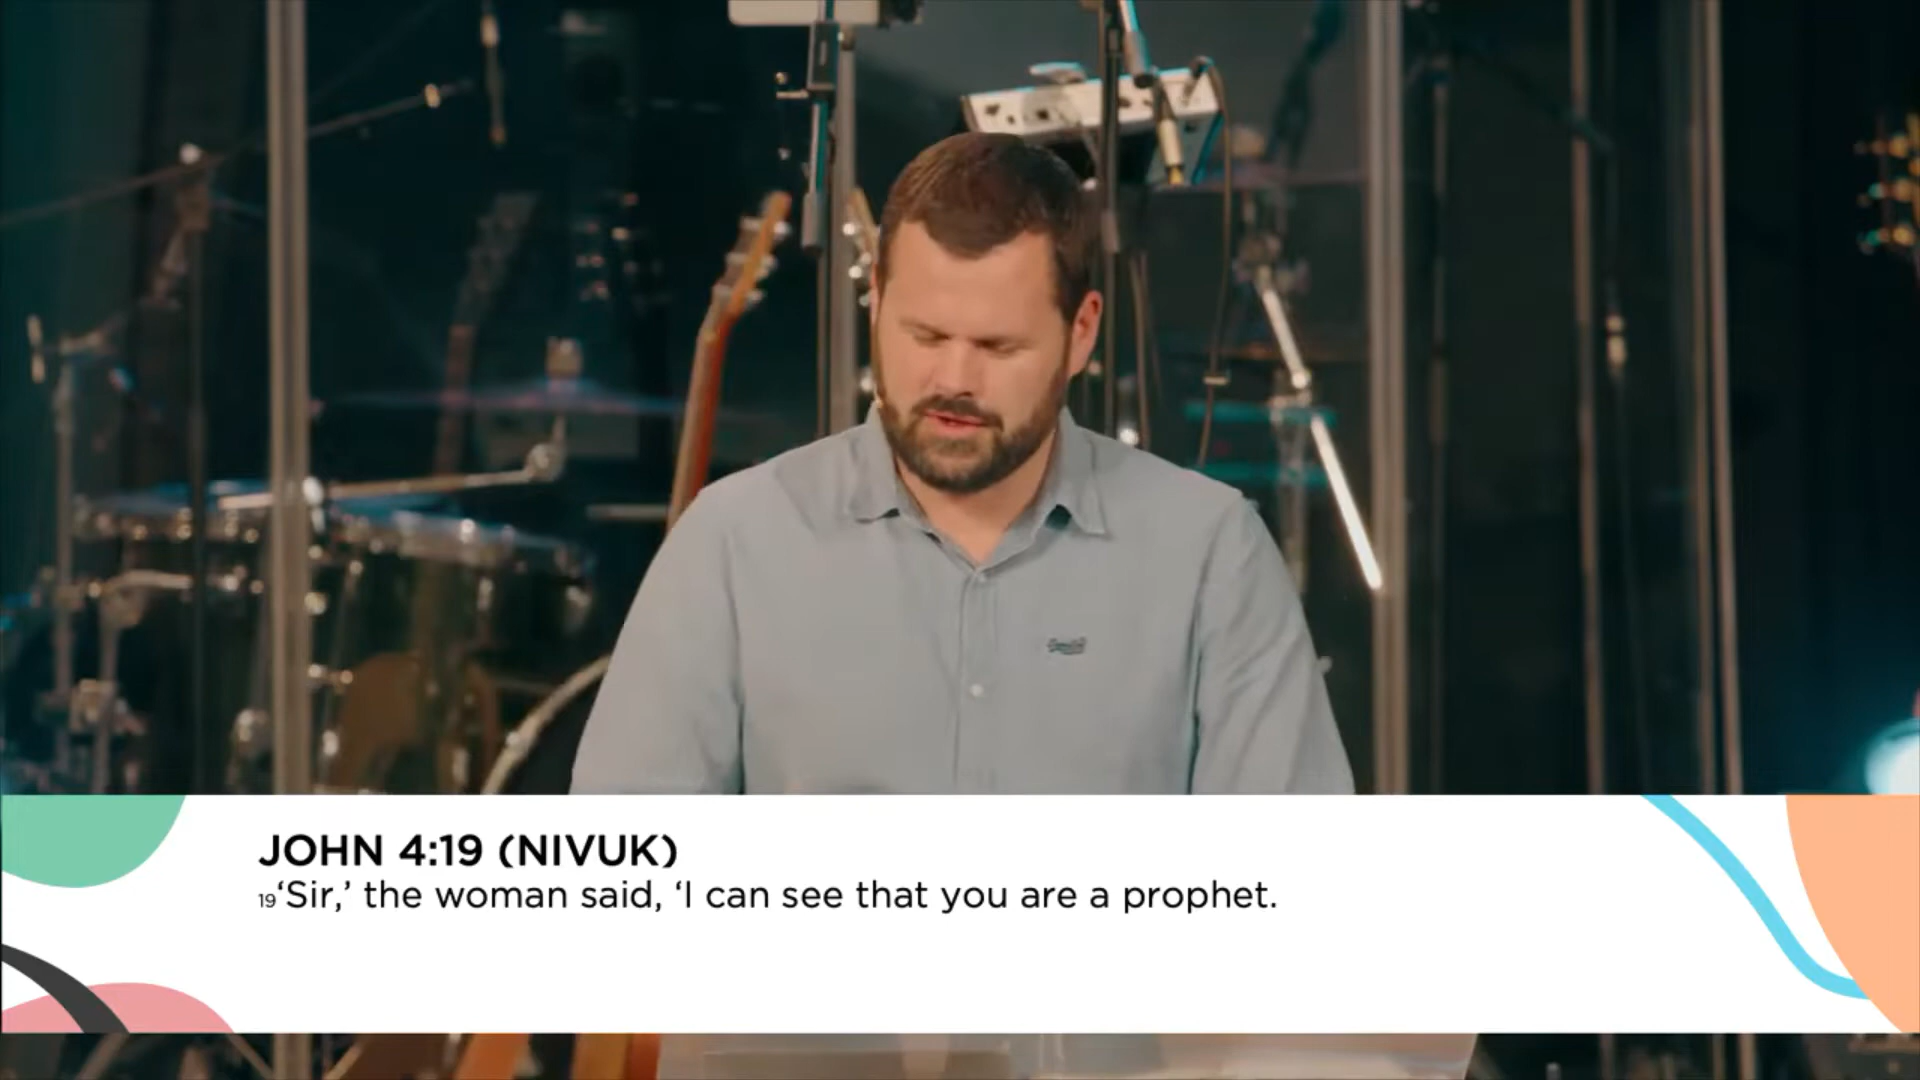 JOHN 4:19 (NIVUK)
19‘Sir,’ the woman said, ‘I can see that you are a prophet.